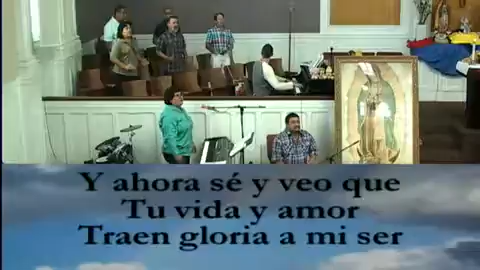 Y ahora sé y veo que
Tu vida y amor
Traen gloria a mi ser